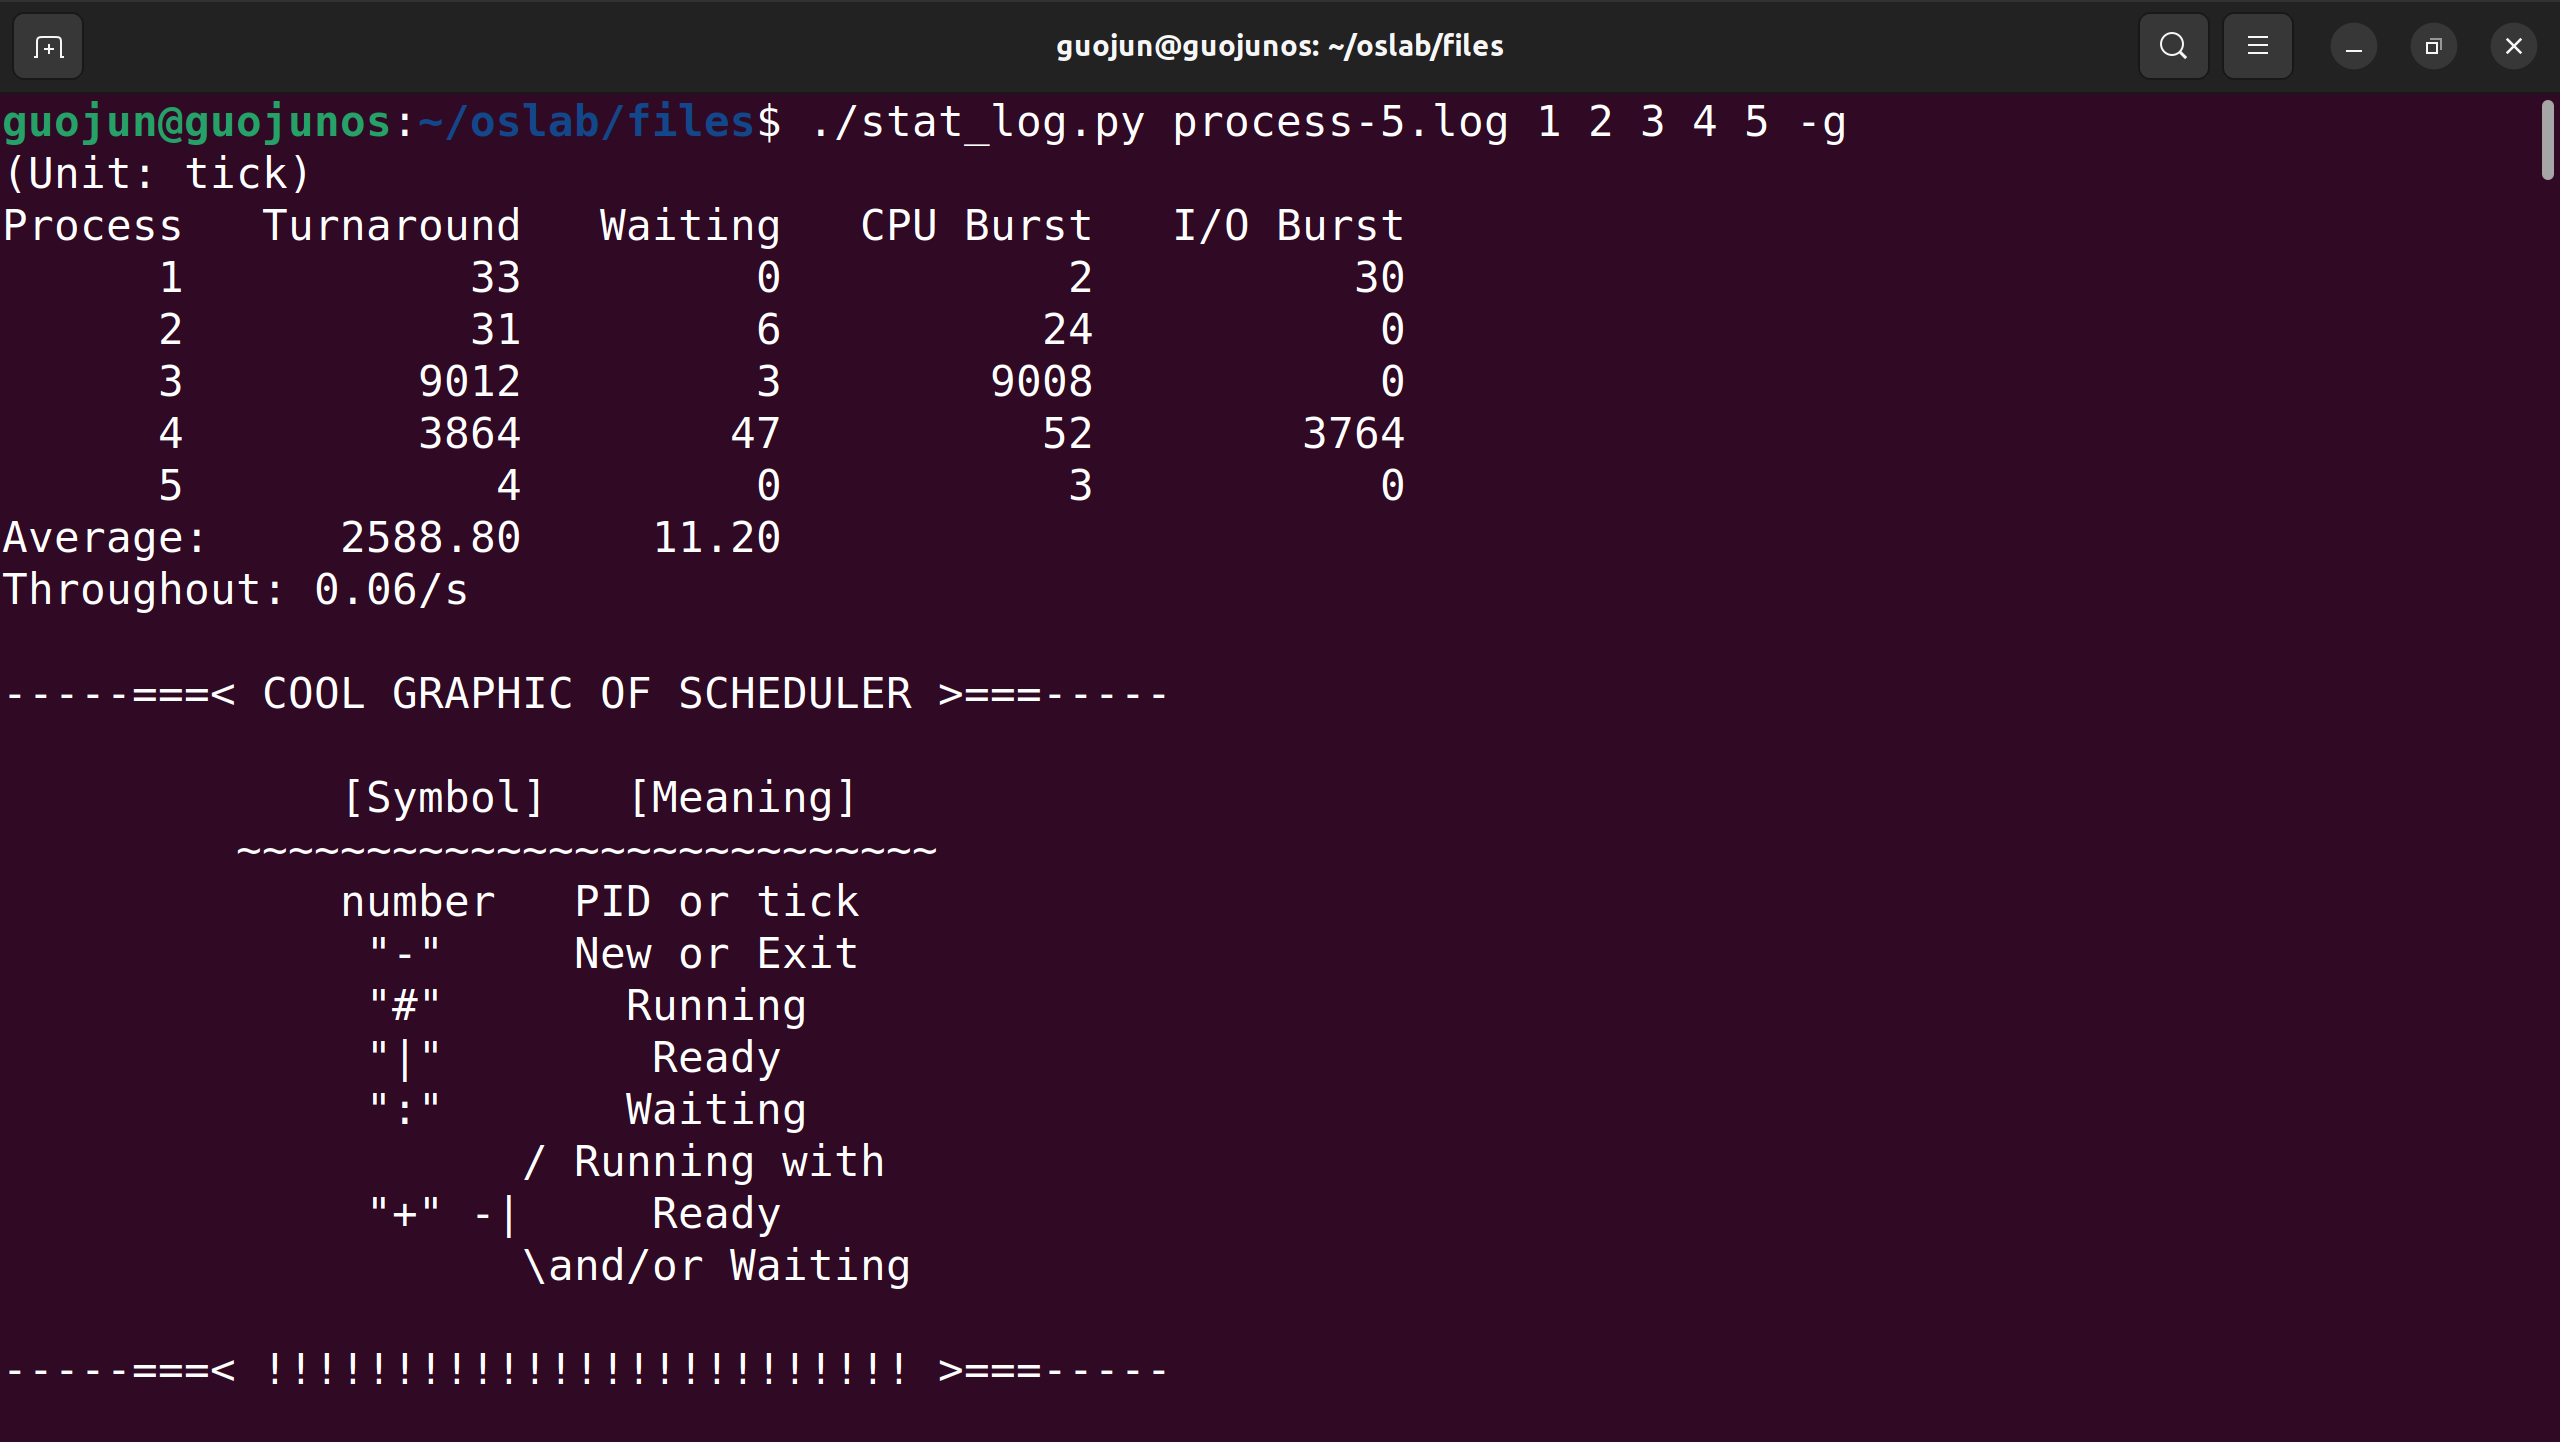 guojun@guojunos: ~/oslab/files
guojun@guojunos:~/oslab/files$ ./stat_log.py process-5.log 1 2 3 4 5 -g
(Unit: tick)
Process   Turnaround   Waiting   CPU Burst   I/O Burst
      1           33         0           2          30
      2           31         6          24           0
      3         9012         3        9008           0
      4         3864        47          52        3764
      5            4         0           3           0
Average:     2588.80     11.20
Throughout: 0.06/s
-----===< COOL GRAPHIC OF SCHEDULER >===-----
             [Symbol]   [Meaning]
         ~~~~~~~~~~~~~~~~~~~~~~~~~~~
             number   PID or tick
              "-"     New or Exit
              "#"       Running
              "|"        Ready
              ":"       Waiting
                    / Running with
              "+" -|     Ready
                    \and/or Waiting
-----===< !!!!!!!!!!!!!!!!!!!!!!!!! >===-----